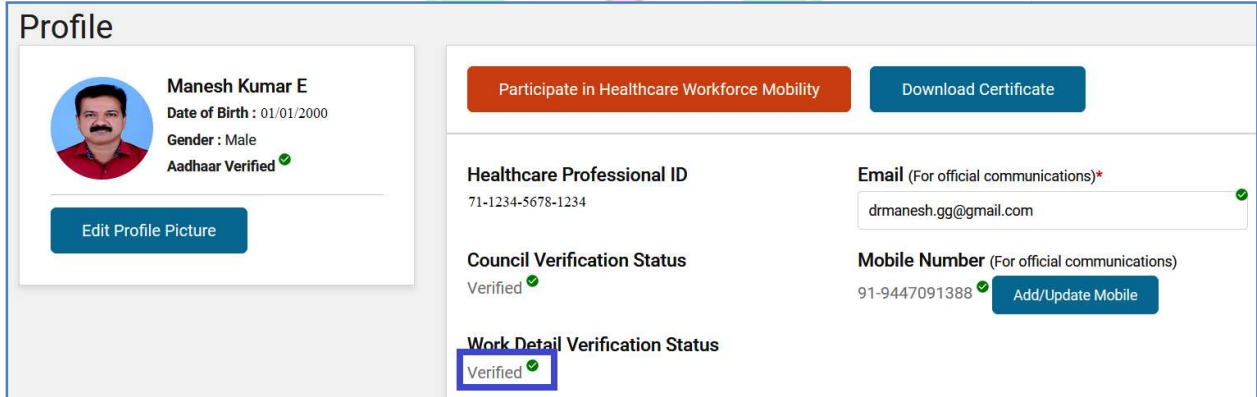 Profile
Manesh Kumar E
Date of Birth : 01/01/2000
Gender : Male
Aadhaar Verified
Edit Profile Picture
Participate in Healthcare Workforce Mobility
Download Certificate
Healthcare Professional ID
71-1234-5678-1234
Email (For official communications)*
drmanesh.gg@gmail.com
Council Verification Status
Verified
Mobile Number (For official communications)
91-9447091388
Add/Update Mobile
Work Detail Verification Status
Verified